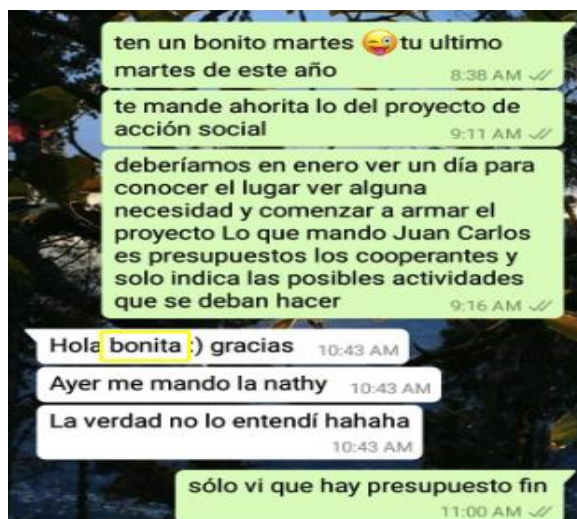 ten un bonito martes 😜 tu ultimo
martes de este año
8:38 AM
te mande ahorita lo del proyecto de
acción social
9:11 AM
deberíamos en enero ver un día para
conocer el lugar ver alguna
necesidad y comenzar a armar el
proyecto Lo que mando Juan Carlos
es presupuestos los cooperantes y
solo indica las posibles actividades
que se deban hacer
9:16 AM
Hola bonita :) gracias 10:43 AM
Ayer me mando la nathy 10:43 AM
La verdad no lo entendí hahaha
10:43 AM
sólo vi que hay presupuesto fin
11:00 AM